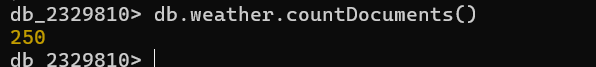 db_2329810> db.weather.countDocuments()
250
db_2329810>